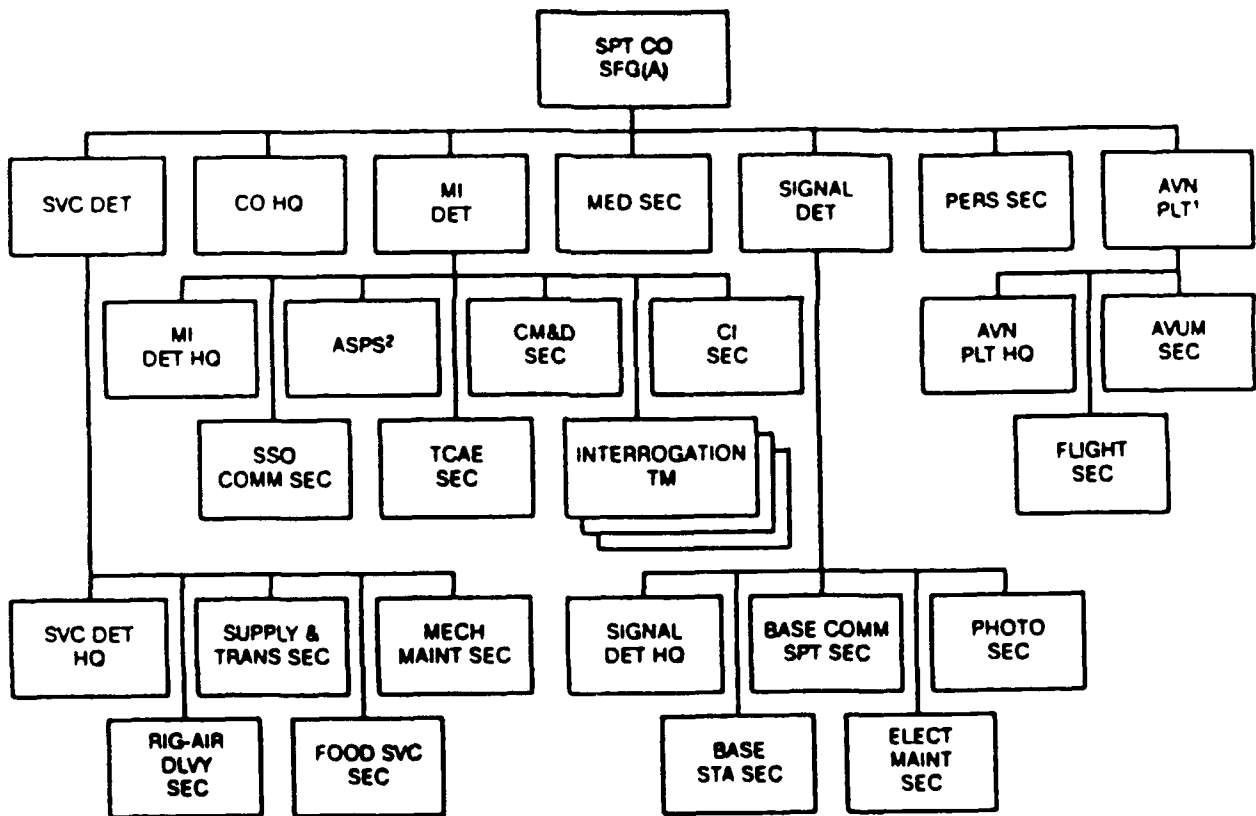 SPT CO
SFG(A)
SVC DET
CO HQ
MI
DET
MED SEC
SIGNAL
DET
PERS SEC
AVN
PLT¹
MI
DET HQ
ASPS²
CM&D
SEC
CI
SEC
AVN
PLT HQ
AVUM
SEC
SSO
COMM SEC
TCAE
SEC
INTERROGATION
TM
FLIGHT
SEC
SVC DET
HQ
SUPPLY &
TRANS SEC
MECH
MAINT SEC
SIGNAL
DET HQ
BASE COMM
SPT SEC
PHOTO
SEC
RIG-AIR
DLVY
SEC
FOOD SVC
SEC
BASE
STA SEC
ELECT
MAINT
SEC